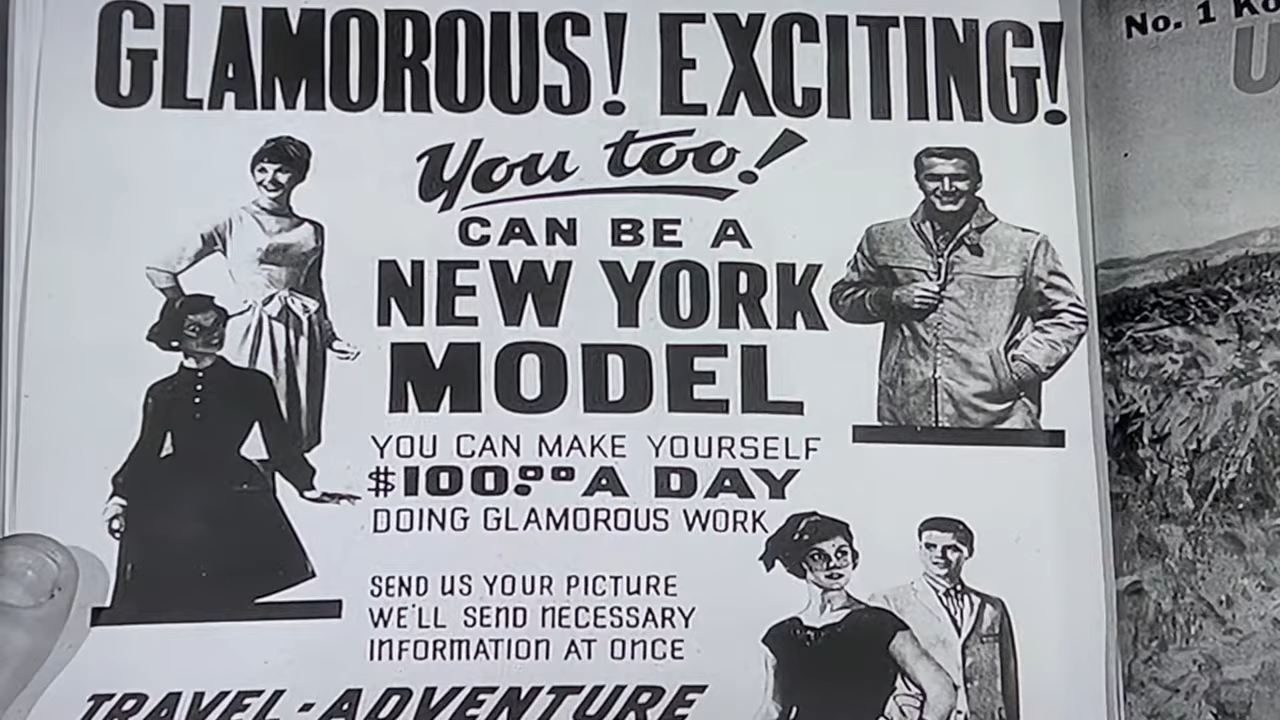 GLAMOROUS! EXCITING!
You too!
CAN BE A
NEW YORK
MODEL
YOU CAN MAKE YOURSELF
$100.00 A DAY
DOING GLAMOROUS WORK
SEND US YOUR PICTURE
WE'LL SEND NECESSARY
INFORMATION AT ONCE
TRAVEL-ADVENTURE
No. 1